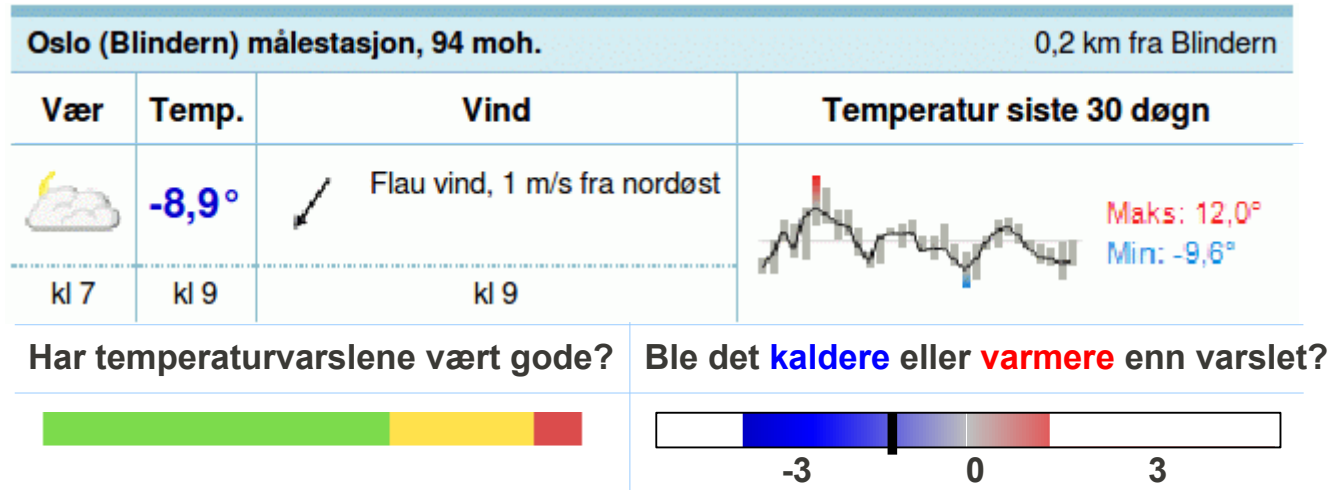 Oslo (Blindern) målestasjon, 94 moh. 0,2 km fra Blindern
Vær Temp. Vind Temperatur siste 30 døgn
-8,9° Flau vind, 1 m/s fra nordøst
Maks: 12,0°
Min: -9,6°
kl 7 kl 9 kl 9
Har temperaturvarslene vært gode? Ble det kaldere eller varmere enn varslet?
-3 0 3